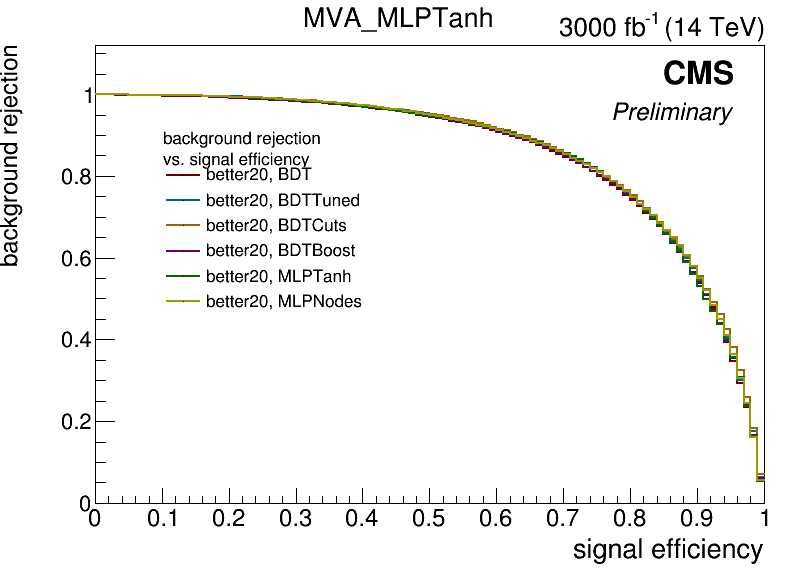 MVA_MLPTanh
3000 fb-1 (14 TeV)
CMS
Preliminary
background rejection
background rejection
vs. signal efficiency
better20, BDT
better20, BDTTuned
better20, BDTCuts
better20, BDTBoost
better20, MLPTanh
better20, MLPNodes
1
0.8
0.6
0.4
0.2
0
0 0.1 0.2 0.3 0.4 0.5 0.6 0.7 0.8 0.9 1
signal efficiency